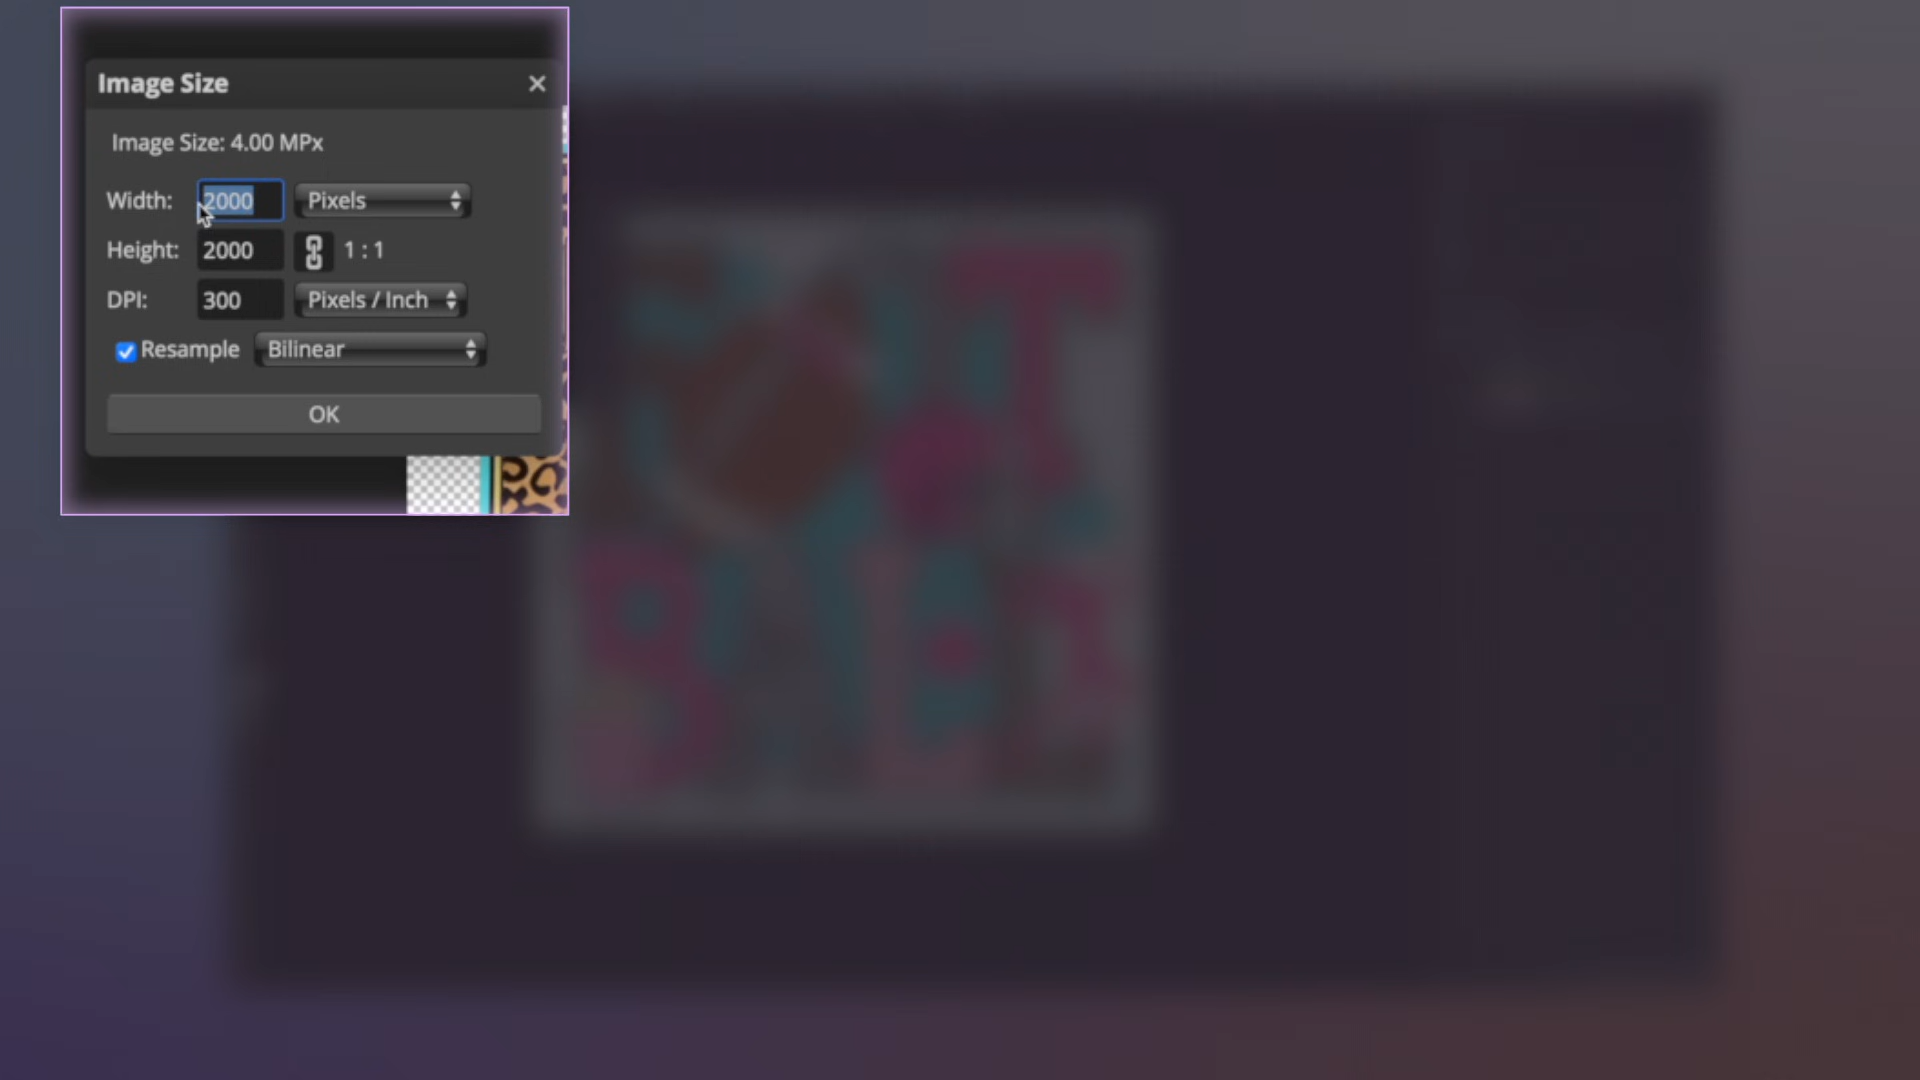 Image Size
Image Size: 4.00 MPx
Width: 2000 Pixels
Height: 2000 1 : 1
DPI: 300 Pixels / Inch
Resample Bilinear
OK